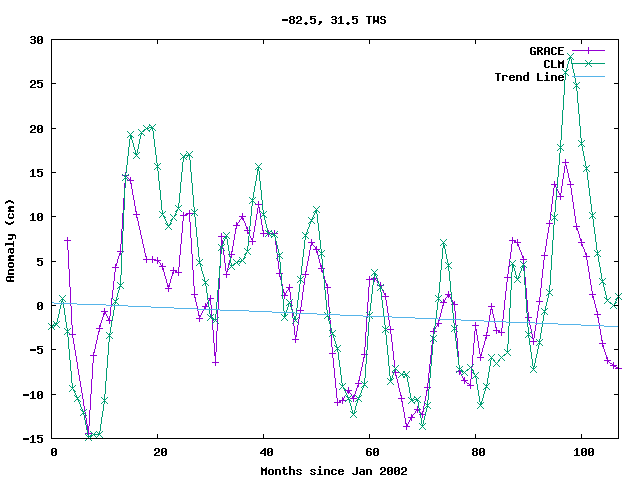 -82.5, 31.5 TWS
GRACE
CLM
Trend Line
30
25
20
15
10
5
0
-5
-10
-15
Anomaly (cm)
0 20 40 60 80 100
Months since Jan 2002